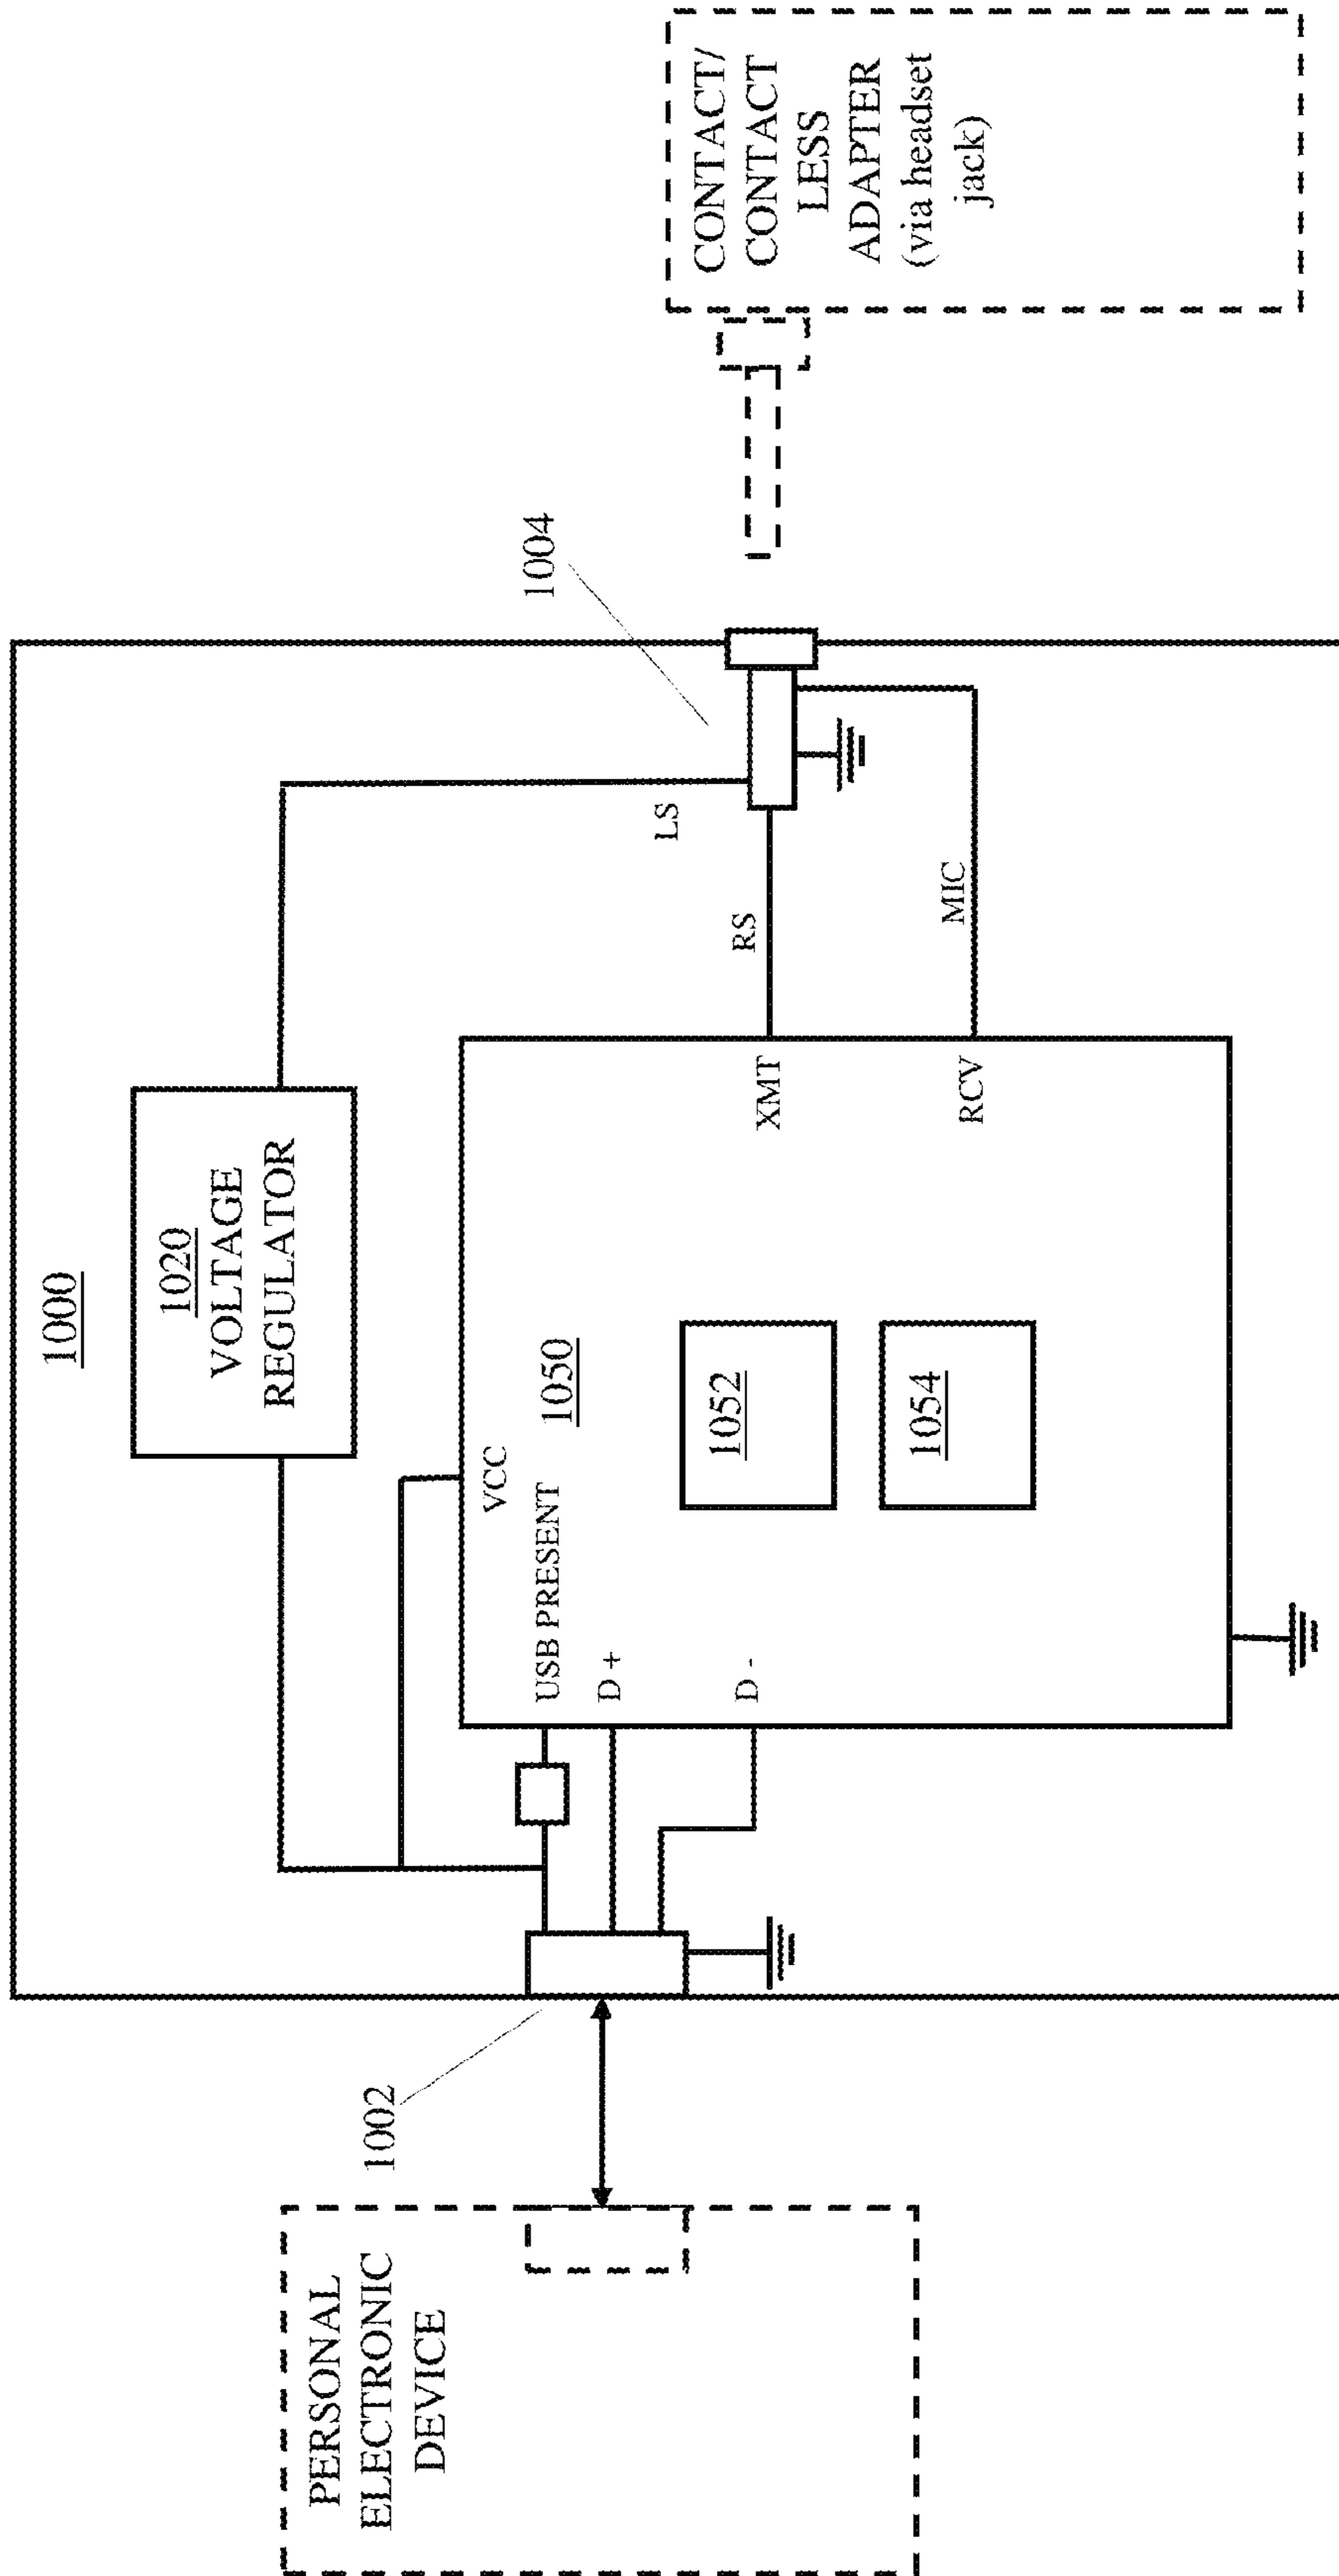 1000
1020
VOLTAGE
REGULATOR
PERSONAL
ELECTRONIC
DEVICE
1002
VCC
USB PRESENT
D +
D -
1050
1052
1054
XMT
RCV
LS
RS
MIC
1004
CONTACT/
CONTACT
LESS
ADAPTER
(via headset
jack)